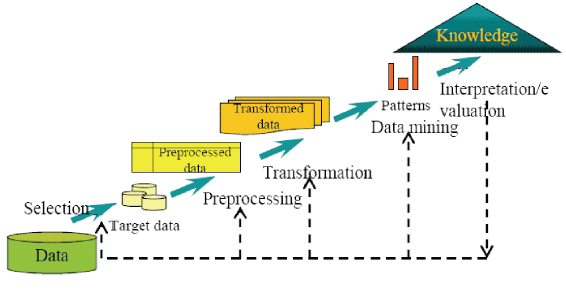 Knowledge
Interpretation/e
valuation
Patterns
Data mining
Transformed
data
Transformation
Preprocessed
data
Preprocessing
Selection
Target data
Data